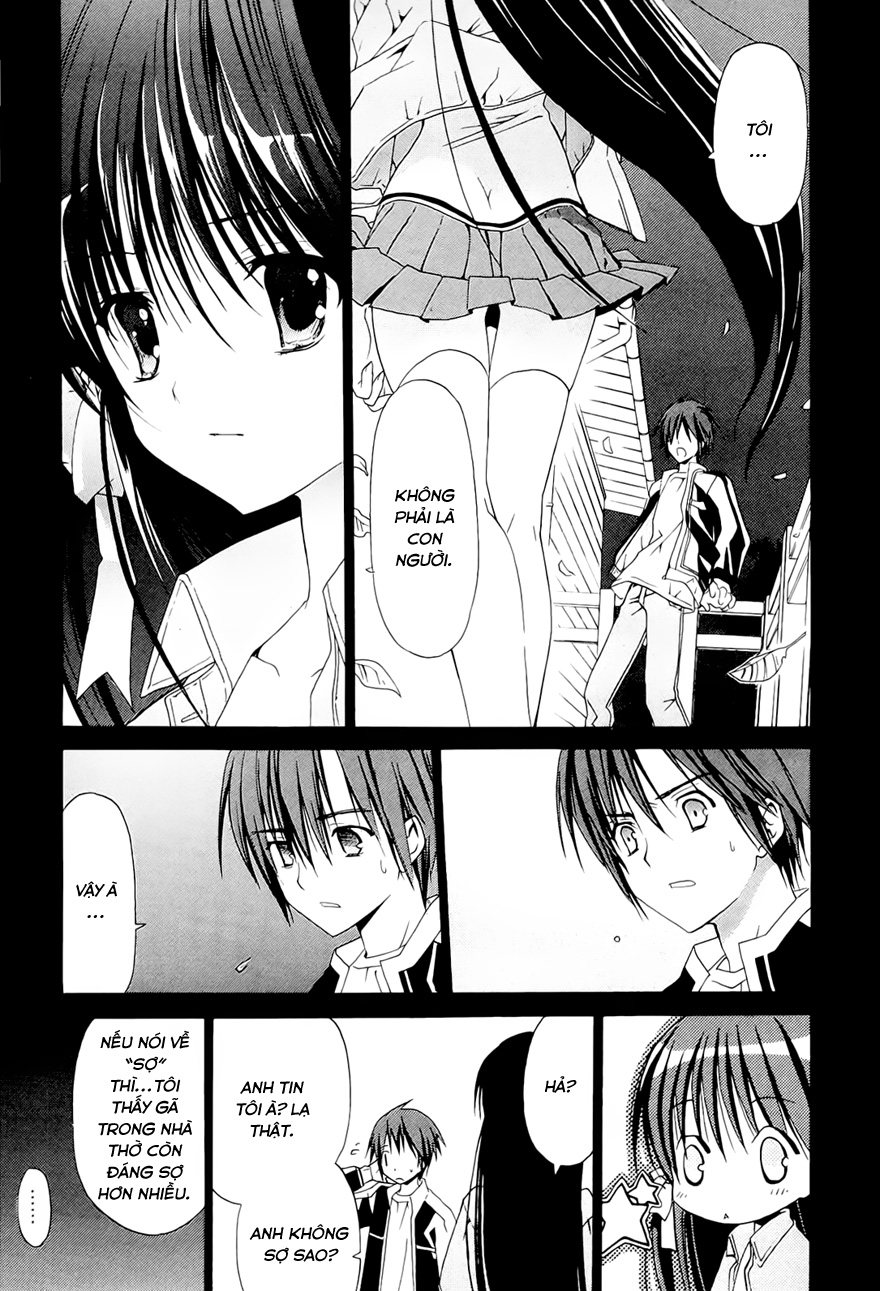 TÔI
...
KHÔNG
PHẢI LÀ
CON
NGƯỜI.
VẬY À
...
HẢ?
ANH TIN
TÔI À? LẠ
THẬT.
ANH KHÔNG
SỢ SAO?
NẾU NÓI VỀ
"SỢ"
THÌ...TÔI
THẤY GÃ
TRONG NHÀ
THỜ CÒN
ĐÁNG SỢ
HƠN NHIỀU.
......